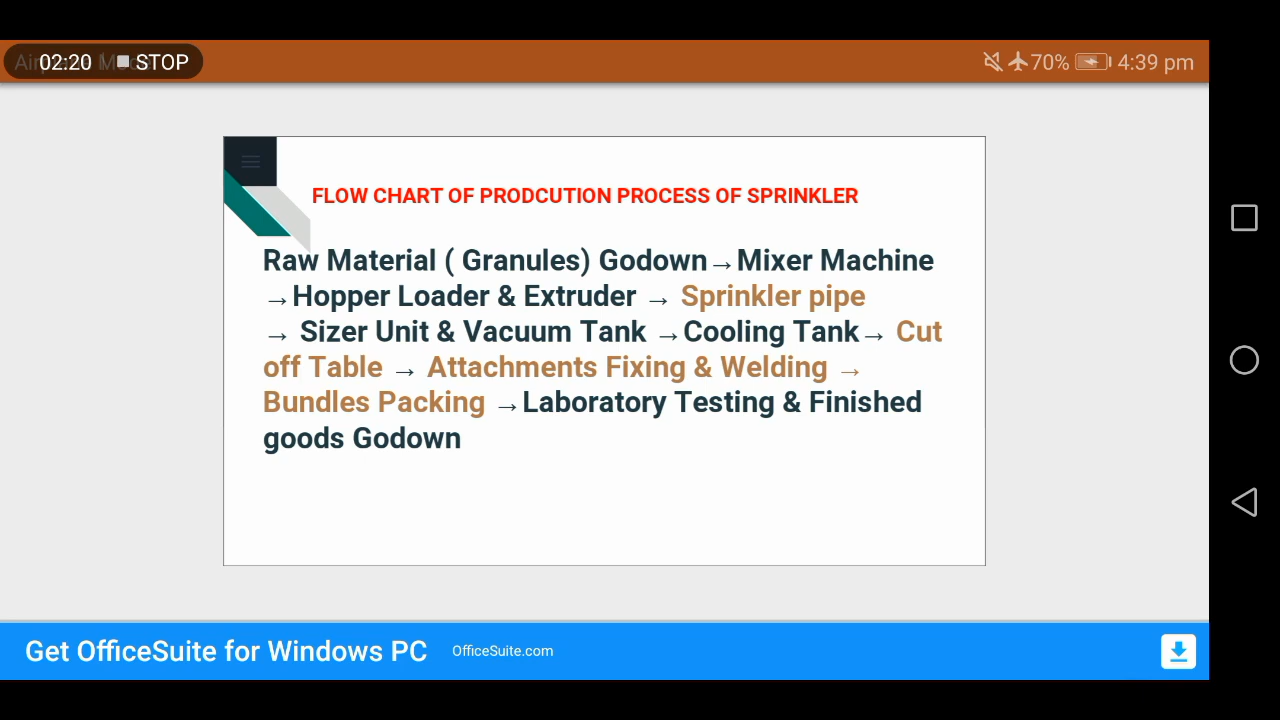 02:20 STOP
70% 4:39 pm
FLOW CHART OF PRODCUTION PROCESS OF SPRINKLER
Raw Material ( Granules) Godown→Mixer Machine
→Hopper Loader & Extruder → Sprinkler pipe
→ Sizer Unit & Vacuum Tank →Cooling Tank→ Cut
off Table → Attachments Fixing & Welding →
Bundles Packing →Laboratory Testing & Finished
goods Godown
Get OfficeSuite for Windows PC OfficeSuite.com